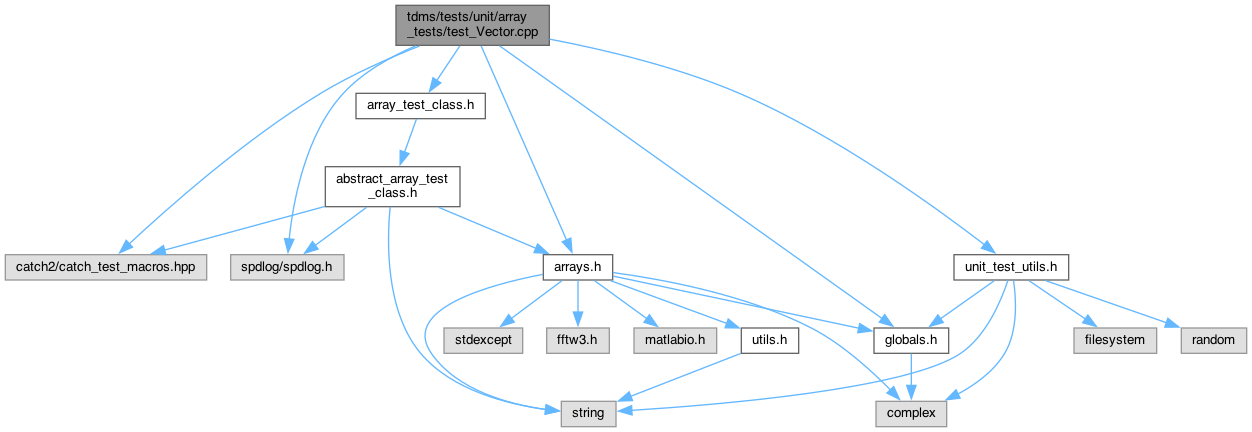 tdms/tests/unit/array
_tests/test_Vector.cpp
array_test_class.h
abstract_array_test
_class.h
catch2/catch_test_macros.hpp
spdlog/spdlog.h
arrays.h
unit_test_utils.h
stdexcept
fftw3.h
matlabio.h
utils.h
globals.h
filesystem
random
string
complex